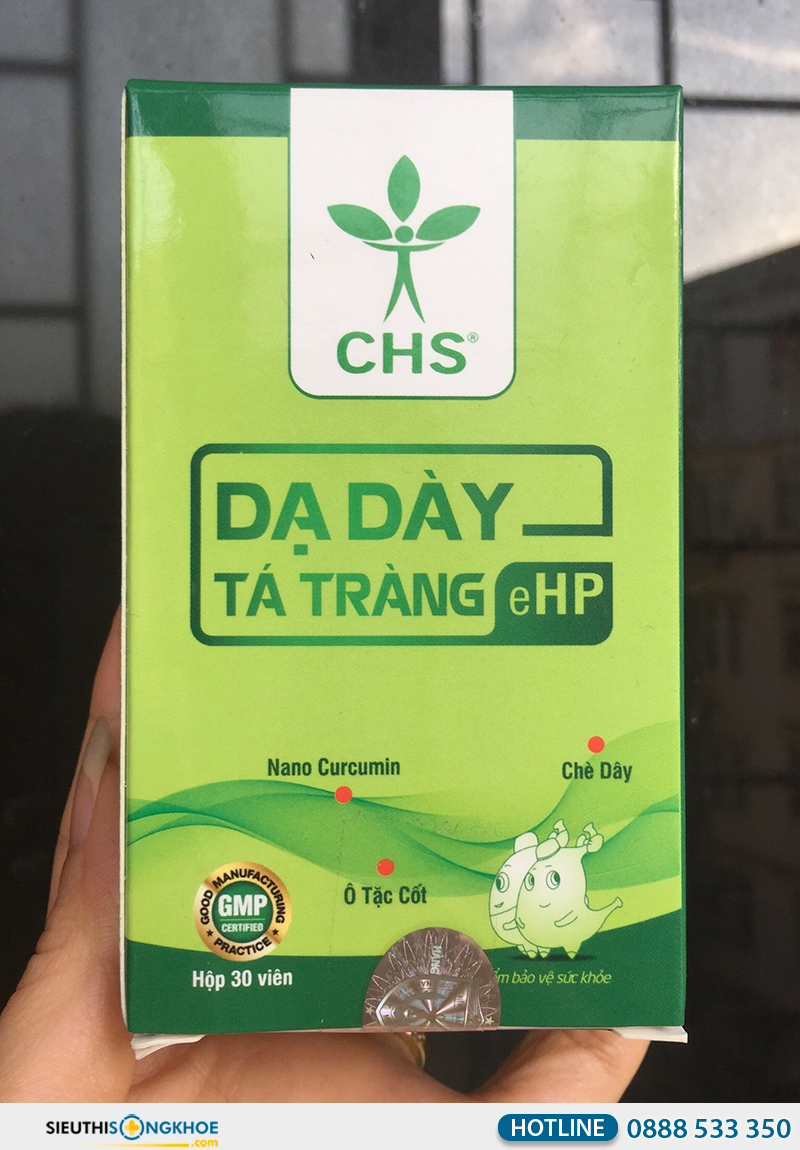 CHS®
DẠ DÀY
TÁ TRÀNG eHP
Nano Curcumin
Chè Dây
Ô Tặc Cốt
GOOD MANUFACTURING
GMP
CERTIFIED
PRACTICE
Hộp 30 viên
HÀNG
bảo vệ sức khỏe
SIEUTHISONGKHOE
.com
HOTLINE 0888 533 350